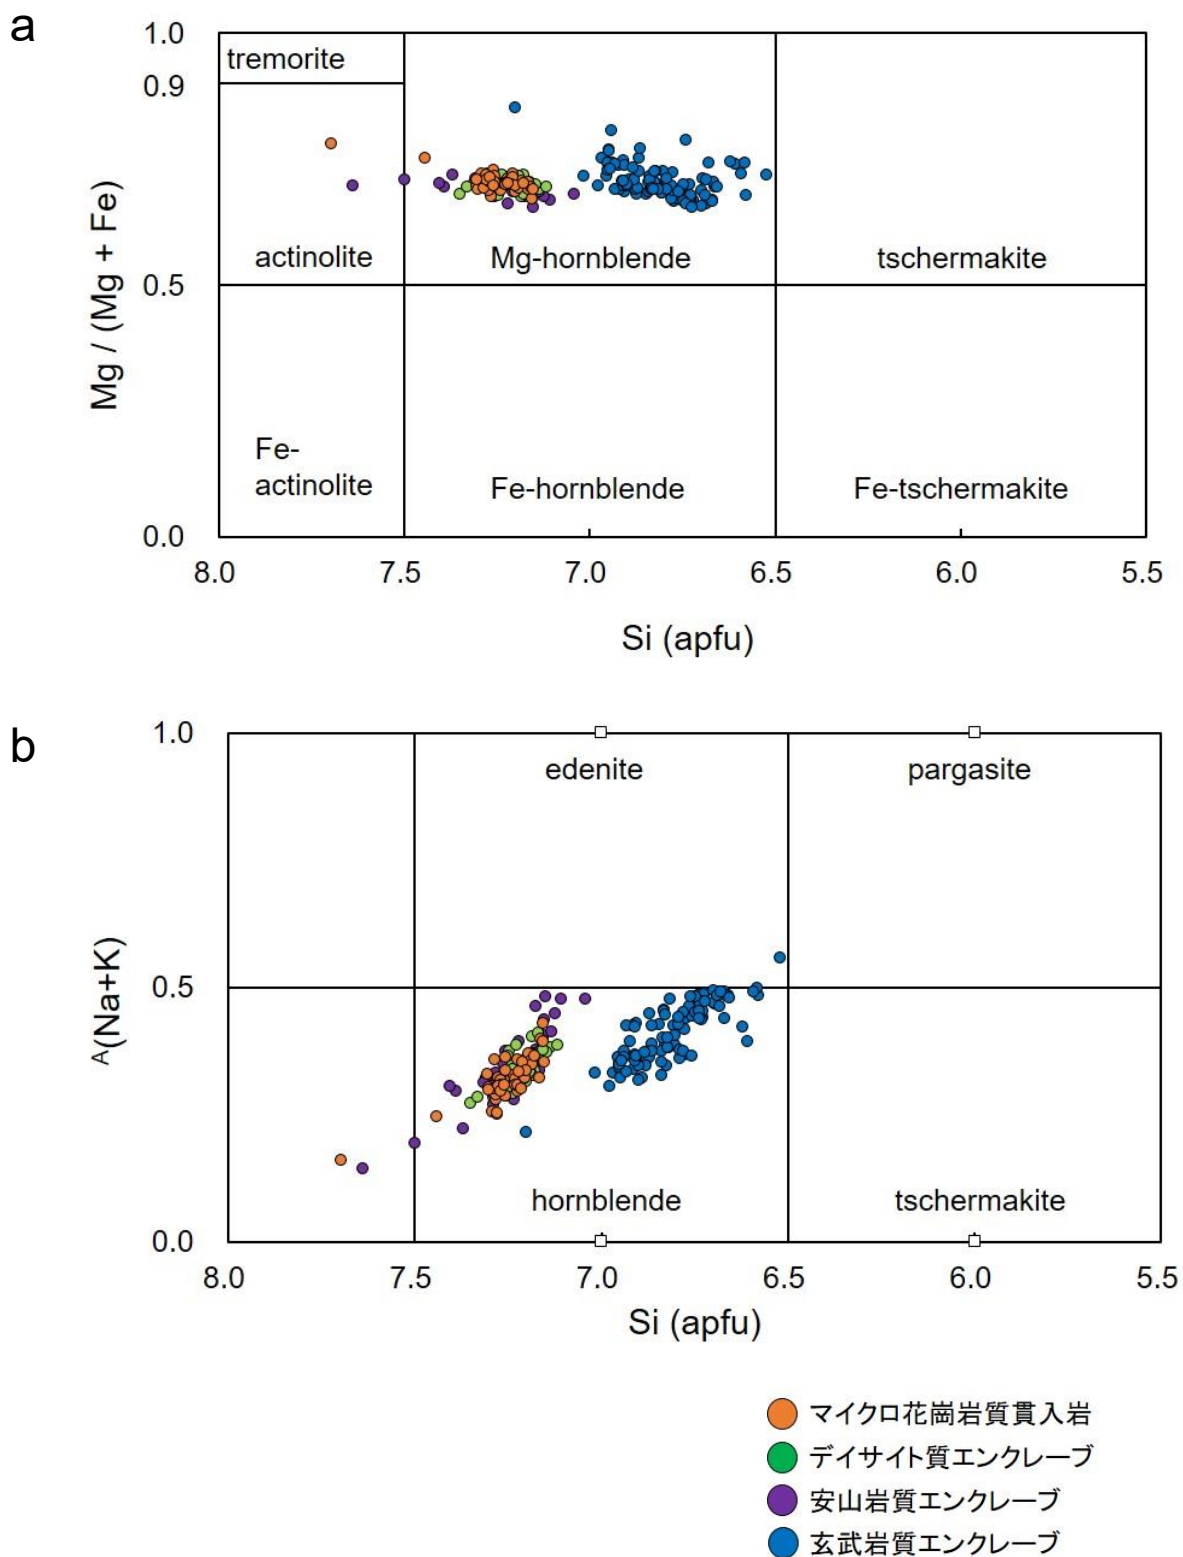 a
1.0
tremorite
0.9
Mg / (Mg + Fe)
actinolite
Mg-hornblende
tschermakite
0.5
Fe-
actinolite
Fe-hornblende
Fe-tschermakite
0.0
8.0 7.5 7.0 6.5 6.0 5.5
Si (apfu)
b
1.0
edenite
pargasite
A(Na+K)
0.5
hornblende
tschermakite
0.0
8.0 7.5 7.0 6.5 6.0 5.5
Si (apfu)
マイクロ花崗岩質貫入岩
デイサイト質エンクレーブ
安山岩質エンクレーブ
玄武岩質エンクレーブ